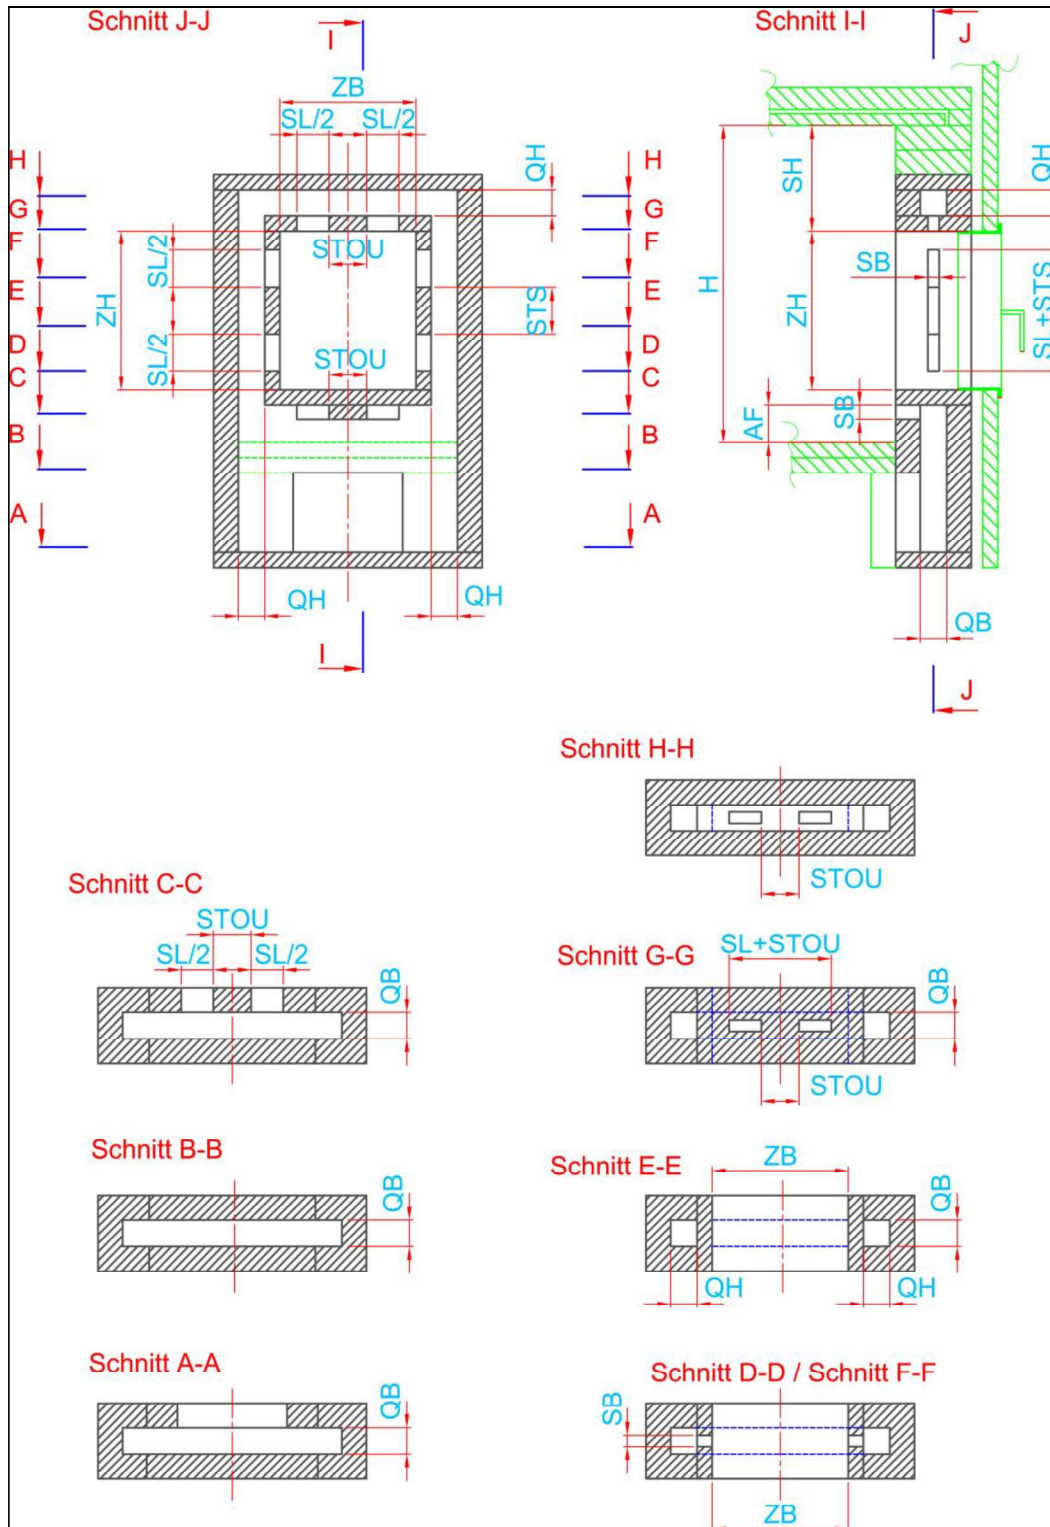 Schnitt J-J
I
ZB
SL/2 SL/2
QH
H H
G G
F F
STOU
SL/2
ZH
E E
STS
D D
SL/2
STOU
C C
B B
A A
QH QH
I
Schnitt I-I
J
SH
QH
H
SB
ZH
SL+STS
AF
SB
QB
J
Schnitt H-H
STOU
Schnitt C-C
STOU
SL/2 SL/2
QB
Schnitt G-G
SL+STOU
QB
STOU
Schnitt B-B
QB
Schnitt E-E
ZB
QB
QH QH
Schnitt A-A
QB
Schnitt D-D / Schnitt F-F
SB
ZB